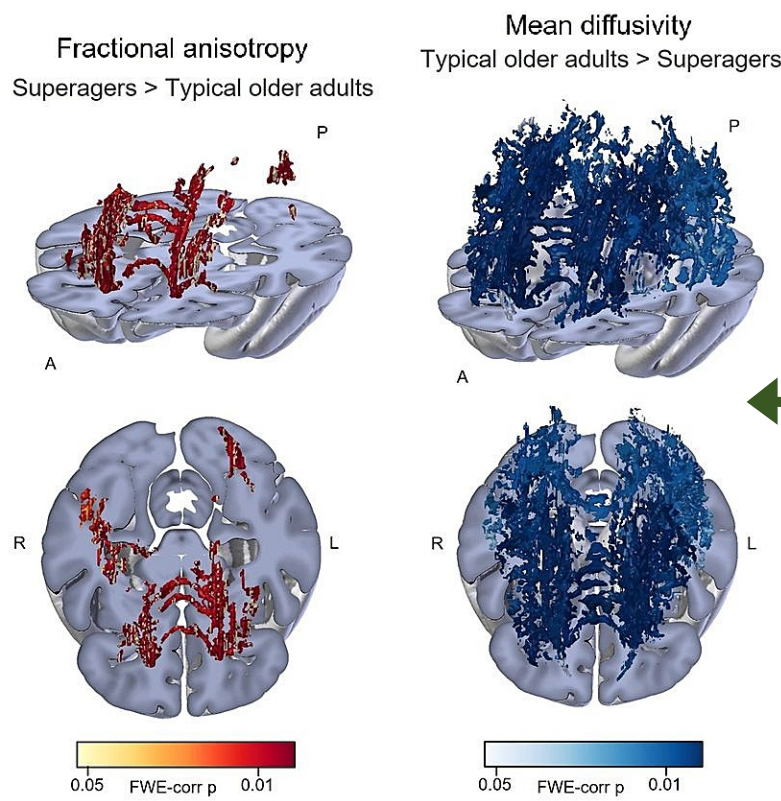 Fractional anisotropy
Superagers > Typical older adults
Mean diffusivity
Typical older adults > Superagers
P
A
P
A
R
L
R
L
0.05
FWE-corr p
0.01
0.05
FWE-corr p
0.01